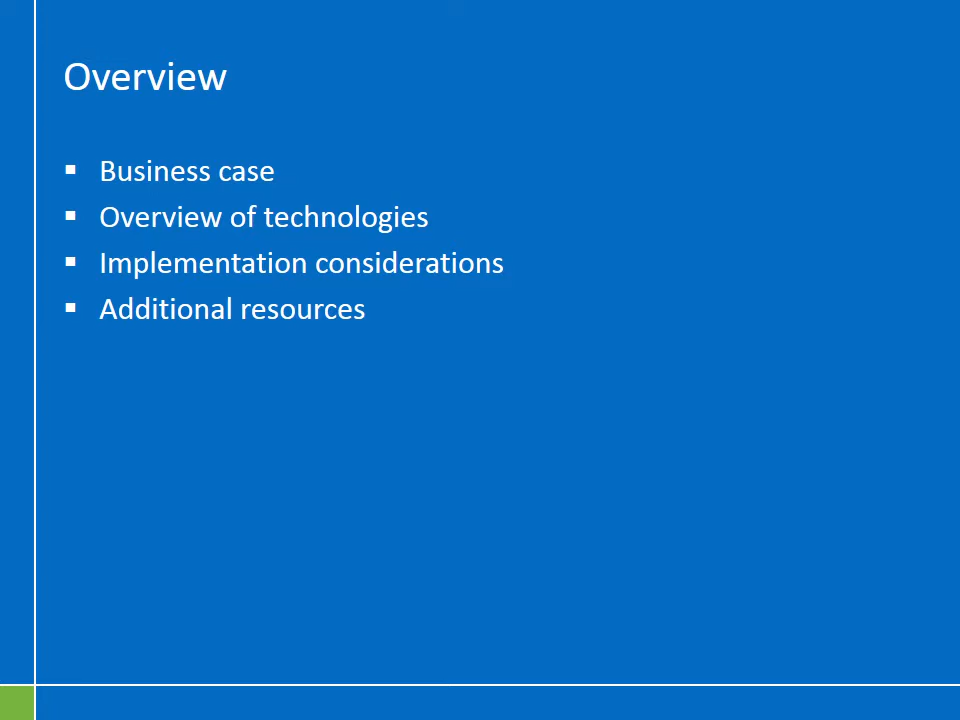 Overview
▪ Business case
▪ Overview of technologies
▪ Implementation considerations
▪ Additional resources